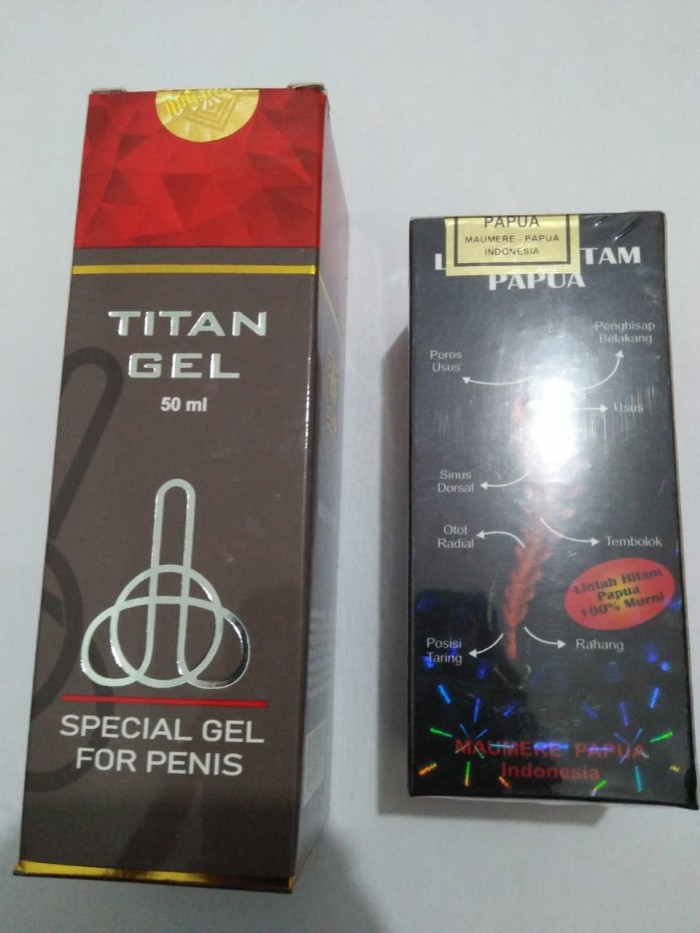 TITAN
GEL
50 ml
SPECIAL GEL
FOR PENIS
PAPUA
MAUMERE - PAPUA
INDONESIA
PAPUA
Penghisap
Belakang
Poros
Usus
Usus
Sinus
Dorsal
Otot
Radial
Tembolok
Lintah Hitam
Papua
100% Murni
Posisi
Taring
Rahang
MAUMERE PAPUA
Indonesia